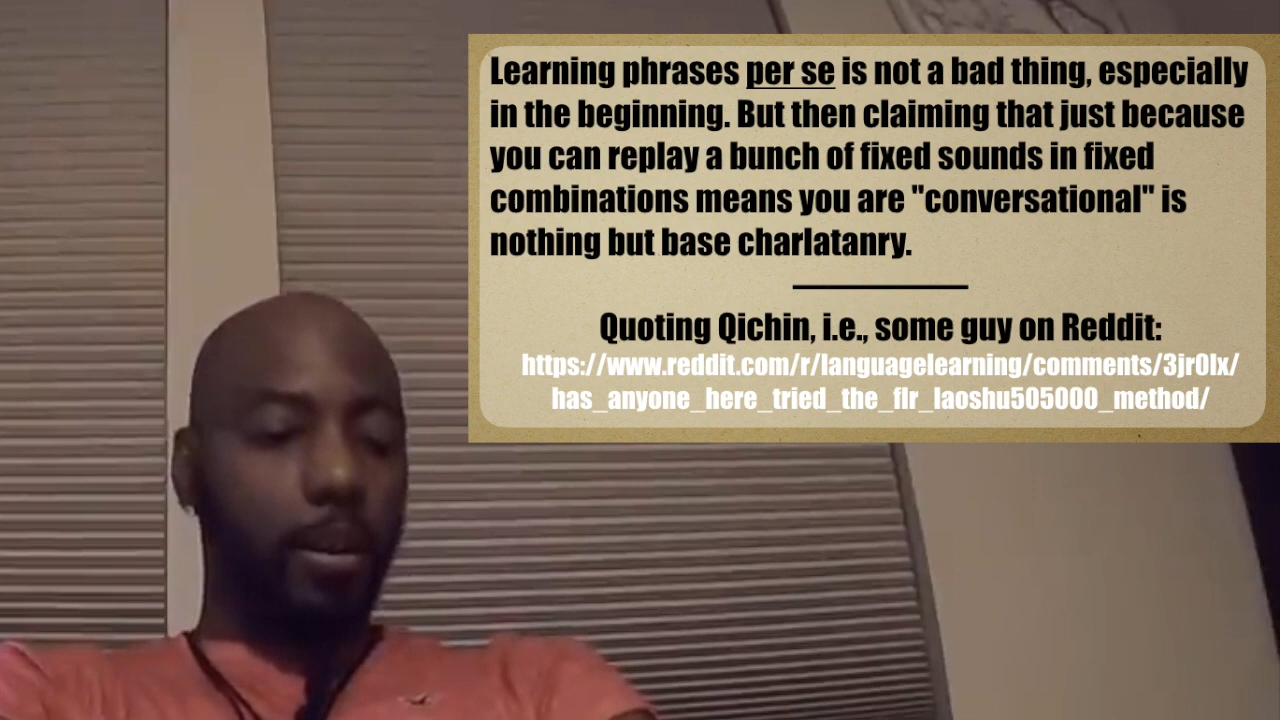 Learning phrases per se is not a bad thing, especially
in the beginning. But then claiming that just because
you can replay a bunch of fixed sounds in fixed
combinations means you are "conversational" is
nothing but base charlatanry.
Quoting Qichin, i.e., some guy on Reddit:
https://www.reddit.com/r/languagelearning/comments/3jr0lx/
has_anyone_here_tried_the_flr_laoshu505000_method/